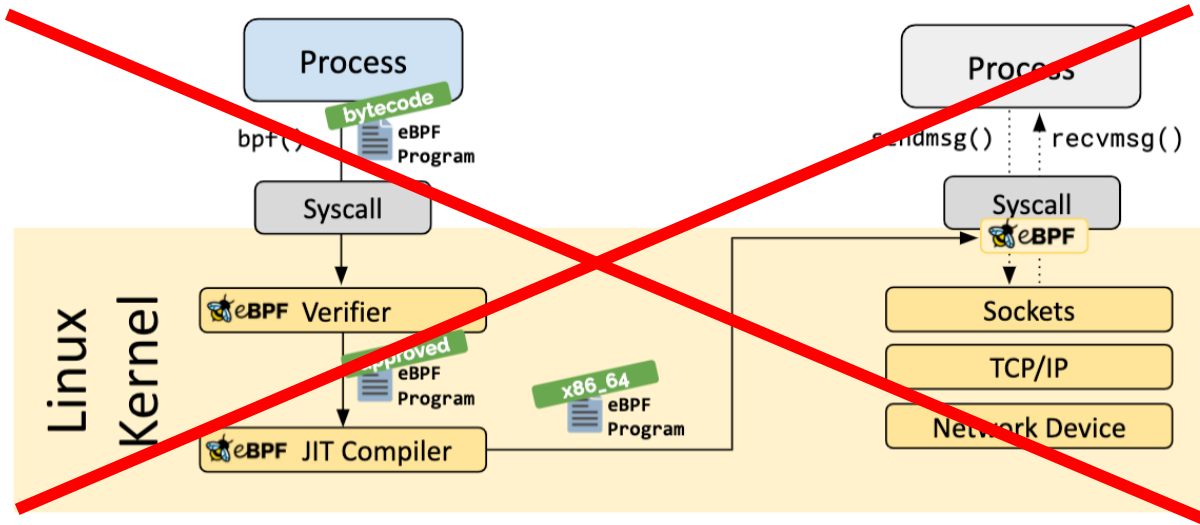 Process
bytecode
bpf()
eBPF
Program
Syscall
Linux
Kernel
eBPF Verifier
approved
eBPF
Program
eBPF JIT Compiler
x86_64
eBPF
Program
Process
sendmsg()
recvmsg()
Syscall
eBPF
Sockets
TCP/IP
Network Device